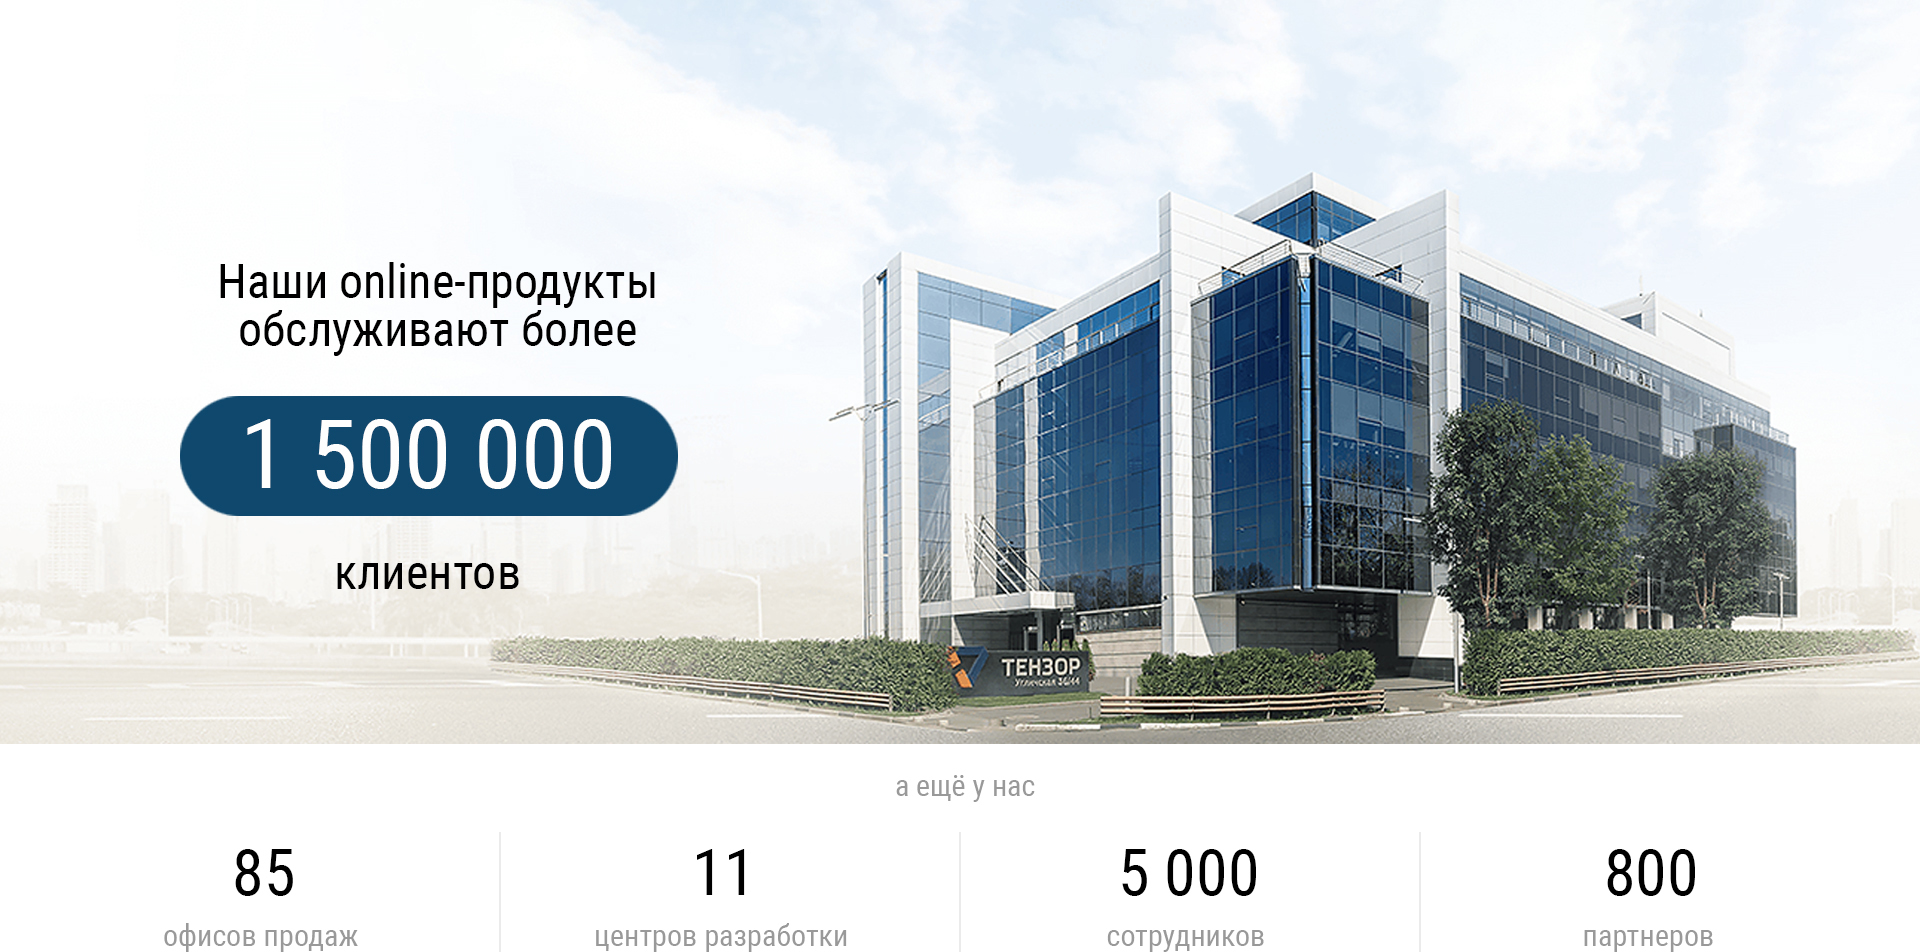 Наши online-продукты
обслуживают более
1 500 000
клиентов
ТЕНЗОР
Угличская 36/44
а ещё у нас
85
офисов продаж
11
центров разработки
5 000
сотрудников
800
партнеров